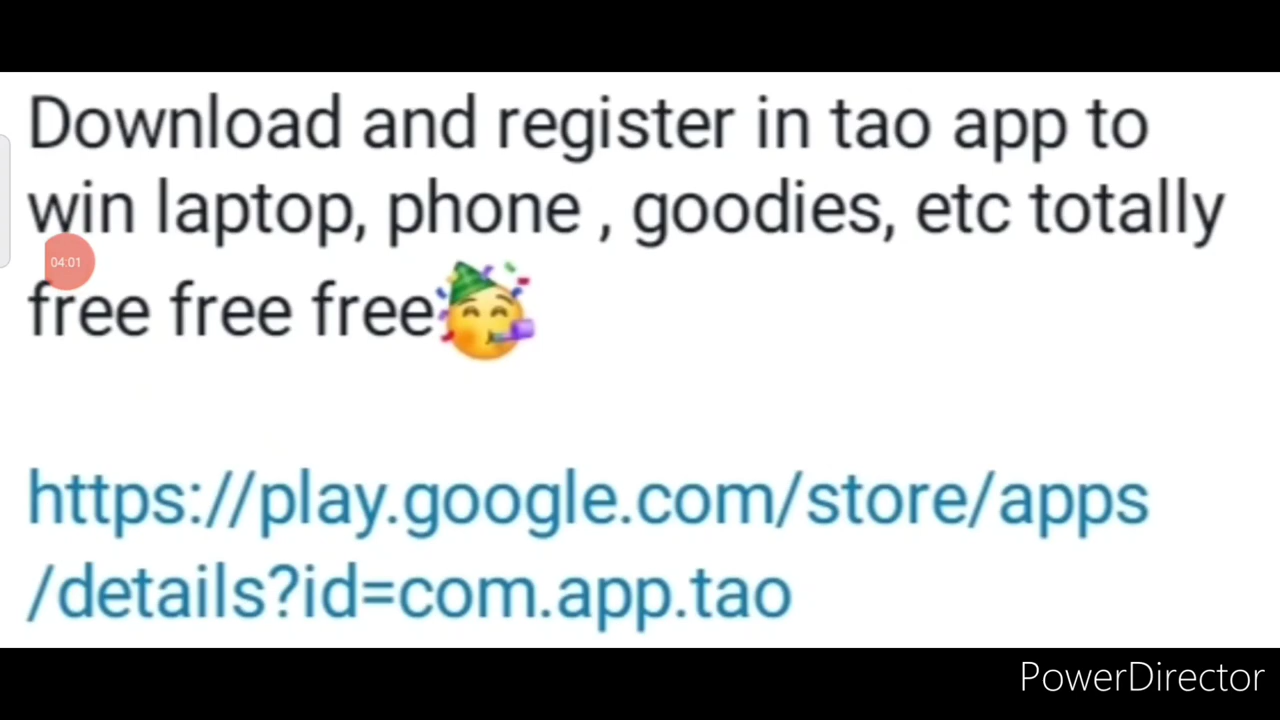 Download and register in tao app to
win laptop, phone , goodies, etc totally
04:01
free free free🥳
https://play.google.com/store/apps
/details?id=com.app.tao
PowerDirector